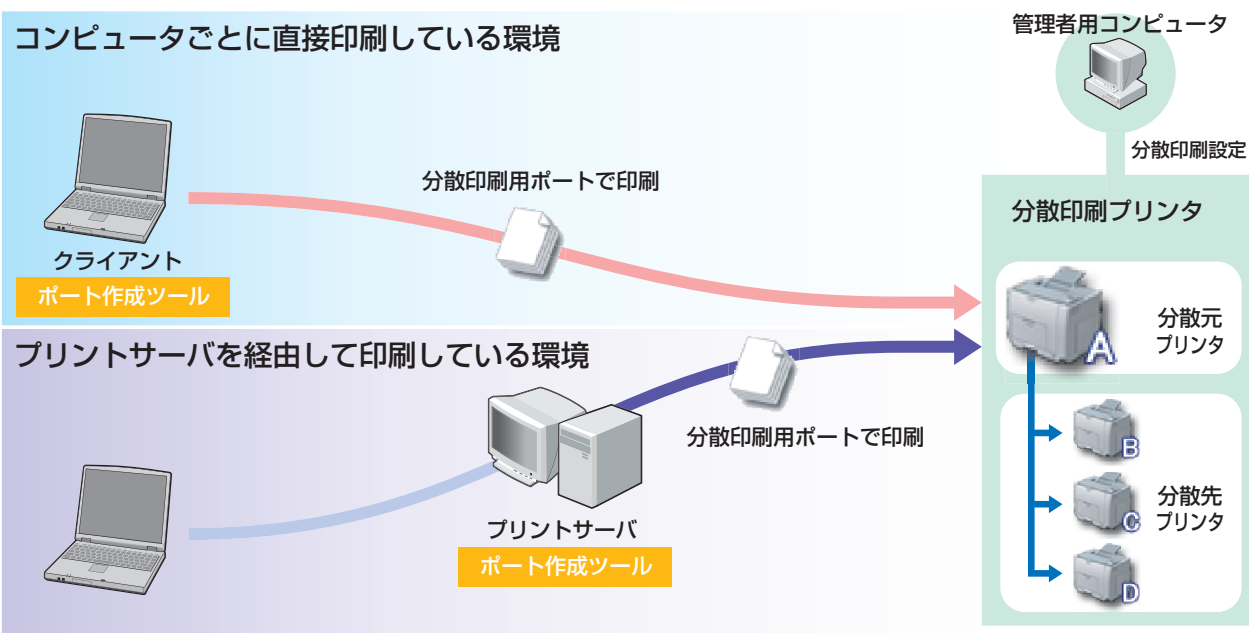 コンピュータごとに直接印刷している環境
管理者用コンピュータ
分散印刷設定
分散印刷用ポートで印刷
クライアント
ポート作成ツール
分散印刷プリンタ
A
分散元
プリンタ
プリントサーバを経由して印刷している環境
分散印刷用ポートで印刷
プリントサーバ
ポート作成ツール
B
C
D
分散先
プリンタ